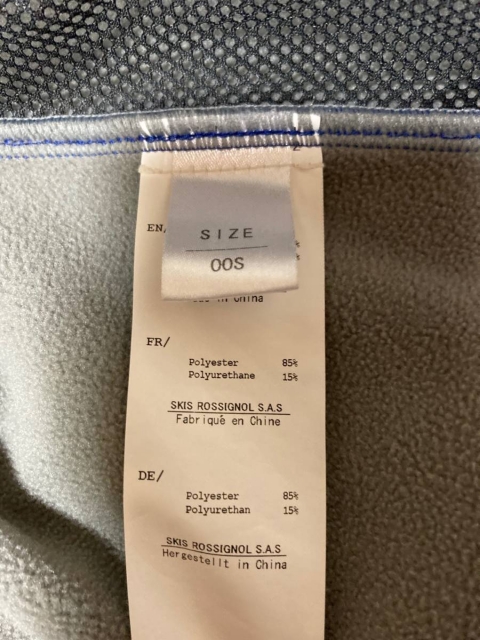 SIZE
00S
EN/
in China
FR/
Polyester 85%
Polyurethane 15%
SKIS ROSSIGNOL S.A.S
Fabriqué en Chine
DE/
Polyester 85%
Polyurethan 15%
SKIS ROSSIGNOL S.A.S
Hergestellt in China